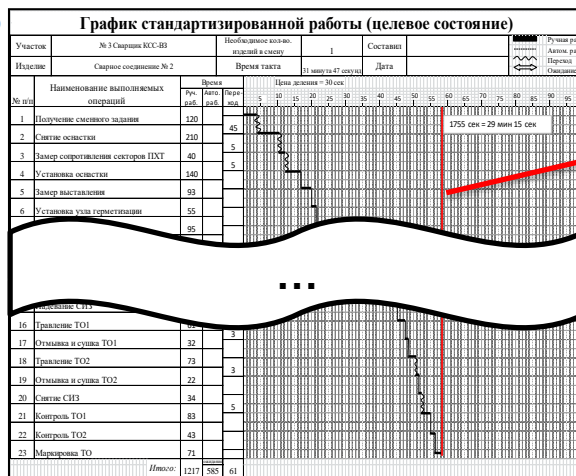 График стандартизированной работы (целевое состояние)
Участок № 3 Сварщик КСС-ВЗ Необходимое кол-во. изделий в смену 1 Составил
Изделие Сварное соединение № 2 Время такта 31 минута 47 секунд Дата
Ручная ра
Автом. ра
Переход
Ожидание
№ п/п Наименование выполняемых операций Время Цена деления = 30 сек
Руч. раб. Авто. раб. Пере- ход 5 10 15 20 25 30 35 40 45 50 55 60 65 70 75 80 85 90 95
1 Получение сменного задания 120
45
2 Снятие оснастки 210
5
3 Замер сопротивления секторов ПХТ 40
5
4 Установка оснастки 140
5 Замер выставления 93
6 Установка узла герметизации 55
95
1755 сек = 29 мин 15 сек
...
Надевание СИЗ
16 Травление ТО1
3
17 Отмывка и сушка ТО1 32
18 Травление ТО2 73
3
19 Отмывка и сушка ТО2 22
20 Снятие СИЗ 34
5
21 Контроль ТО1 83
22 Контроль ТО2 43
23 Маркировка ТО 71
Итого: 1217 585 61